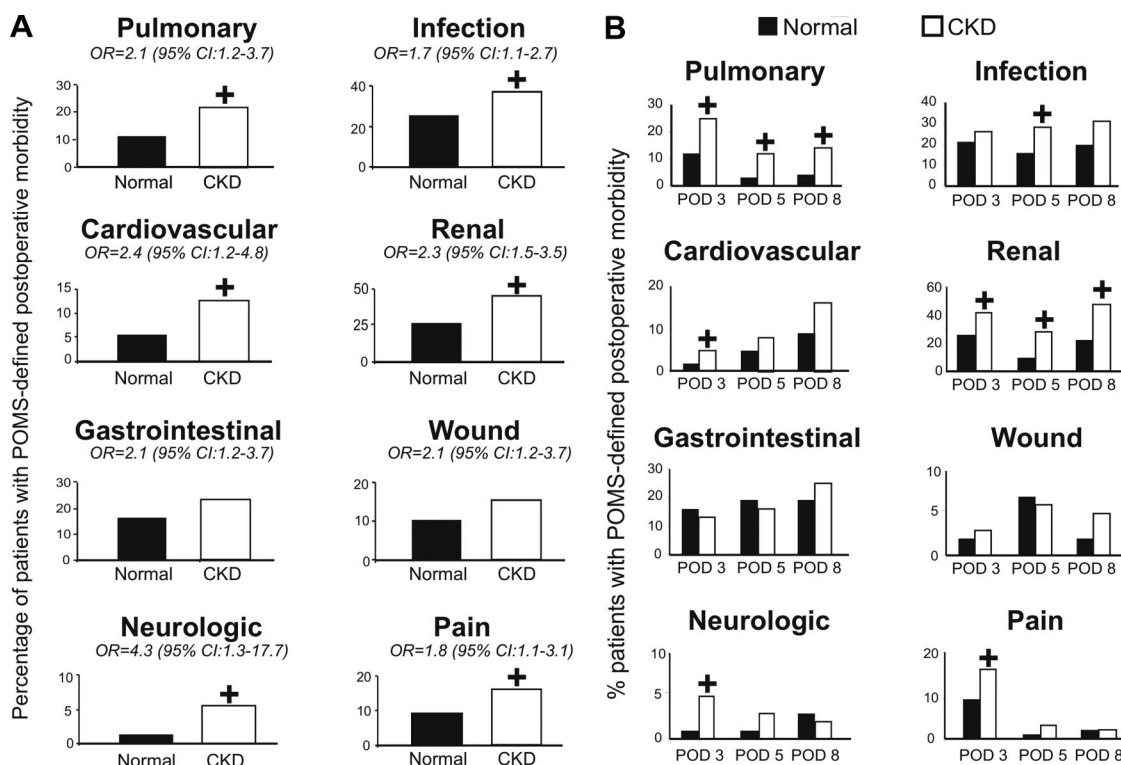 A
Percentage of patients with POMS-defined postoperative morbidity
Pulmonary
OR=2.1 (95% CI:1.2-3.7)
30
20
10
0
Normal
CKD
+
Infection
OR=1.7 (95% CI:1.1-2.7)
40
20
0
Normal
CKD
+
Cardiovascular
OR=2.4 (95% CI:1.2-4.8)
15
10
5
0
Normal
CKD
+
Renal
OR=2.3 (95% CI:1.5-3.5)
50
25
0
Normal
CKD
+
Gastrointestinal
OR=2.1 (95% CI:1.2-3.7)
30
20
10
0
Normal
CKD
Wound
OR=2.1 (95% CI:1.2-3.7)
20
10
0
Normal
CKD
Neurologic
OR=4.3 (95% CI:1.3-17.7)
10
5
0
Normal
CKD
+
Pain
OR=1.8 (95% CI:1.1-3.1)
20
10
0
Normal
CKD
+
B
Normal
CKD
% patients with POMS-defined postoperative morbidity
Pulmonary
30
20
10
0
POD 3
POD 5
POD 8
+
+
+
Infection
40
30
20
10
0
POD 3
POD 5
POD 8
+
Cardiovascular
20
10
0
POD 3
POD 5
POD 8
+
Renal
60
40
20
0
POD 3
POD 5
POD 8
+
+
+
Gastrointestinal
30
20
10
0
POD 3
POD 5
POD 8
Wound
10
5
0
POD 3
POD 5
POD 8
Neurologic
10
5
0
POD 3
POD 5
POD 8
+
Pain
20
10
0
POD 3
POD 5
POD 8
+